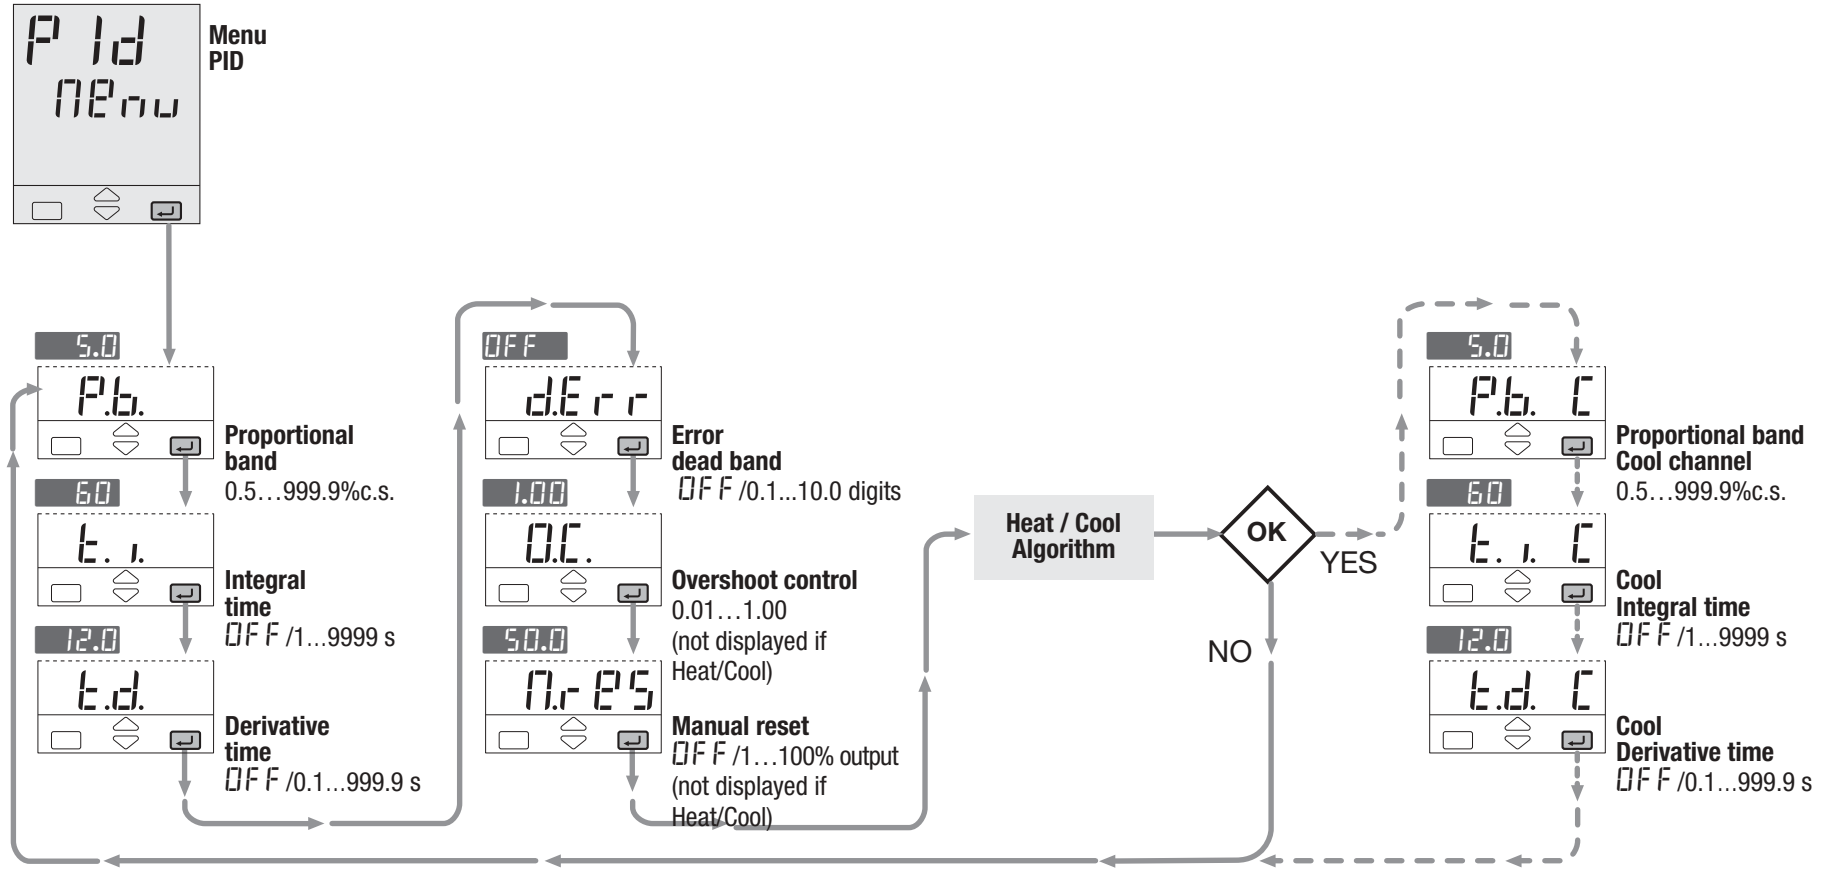 PId
MEnu
Menu
PID
5.0
P.b.
Proportional
band
0.5…999.9%c.s.
60
t.i.
Integral
time
OFF/1...9999 s
12.0
t.d.
Derivative
time
OFF/0.1…999.9 s
OFF
d.Err
Error
dead band
OFF/0.1...10.0 digits
1.00
O.C.
Overshoot control
0.01…1.00
(not displayed if
Heat/Cool)
50.0
M.rES
Manual reset
OFF/1…100% output
(not displayed if
Heat/Cool)
Heat / Cool
Algorithm
OK
YES
NO
5.0
P.b. C
Proportional band
Cool channel
0.5…999.9%c.s.
60
t.i. C
Cool
Integral time
OFF/1...9999 s
12.0
t.d. C
Cool
Derivative time
OFF/0.1…999.9 s